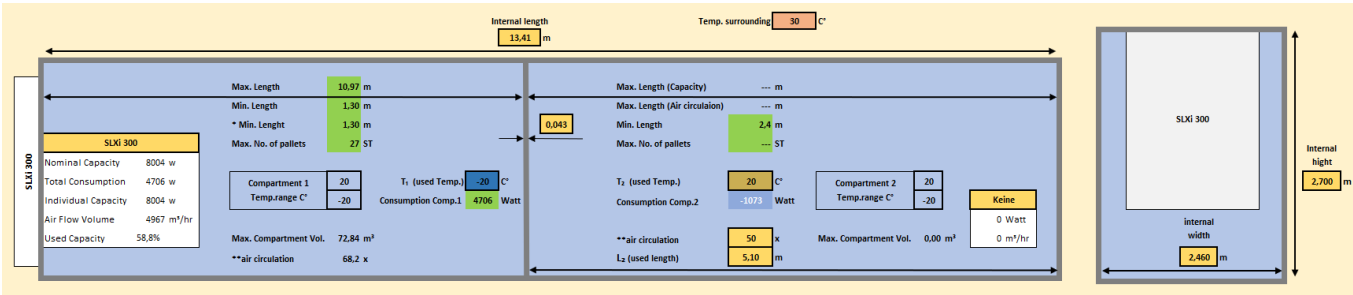 Internal length
13,41 m
Temp. surrounding 30 C°
Max. Length 10,97 m
Min. Length 1,30 m
* Min. Lenght 1,30 m
Max. No. of pallets 27 ST
Max. Length (Capacity) --- m
Max. Length (Air circulaion) --- m
Min. Length 2,4 m
Max. No. of pallets --- ST
0,043
SLXi 300
SLXi 300
Nominal Capacity 8004 w
Total Consumption 4706 w
Individual Capacity 8004 w
Air Flow Volume 4967 m³/hr
Used Capacity 58,8%
Compartment 1 20
Temp.range C° -20
T₁ (used Temp.) -20 C°
Consumption Comp.1 4706 Watt
Max. Compartment Vol. 72,84 m³
**air circulation 68,2 x
T₂ (used Temp.) 20 C°
Consumption Comp.2 -1073 Watt
Compartment 2 20
Temp.range C° -20
**air circulation 50 x
L₂ (used length) 5,10 m
Max. Compartment Vol. 0,00 m³
Keine
0 Watt
0 m³/hr
SLXi 300
internal
width
2,460 m
Internal
hight
2,700 m